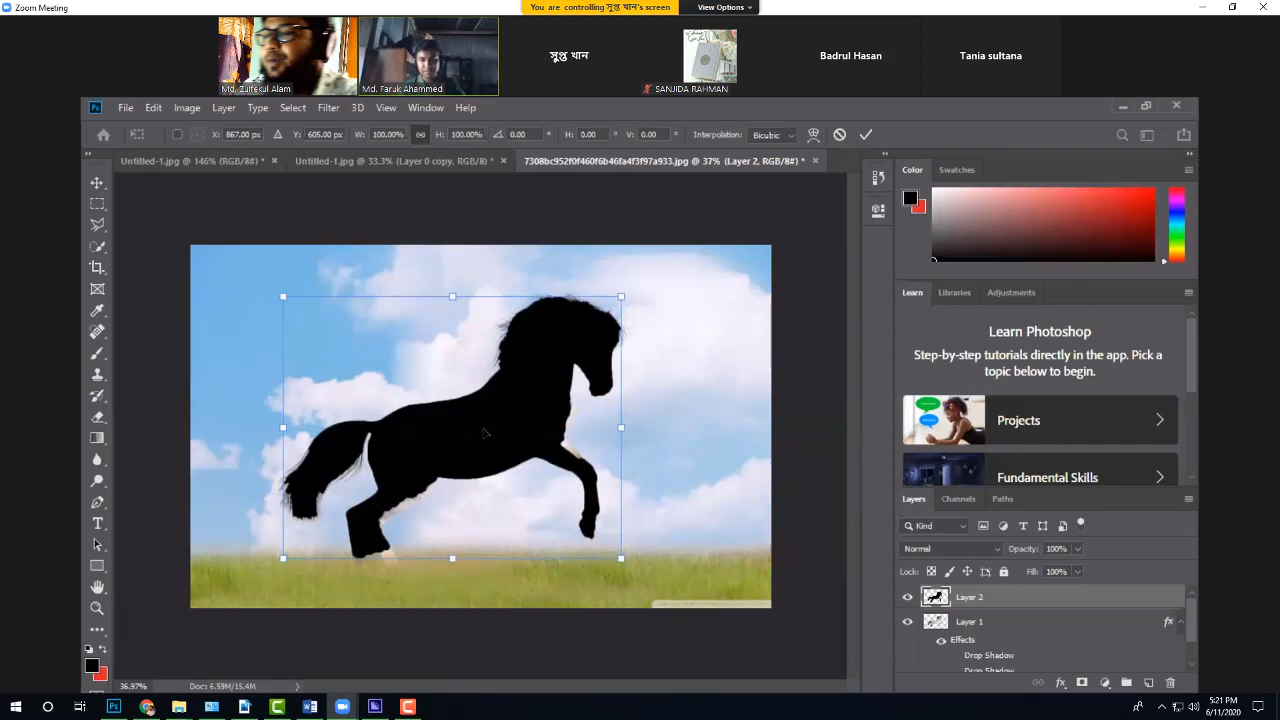 Zoom Meeting
You are controlling সুপ্ত খান's screen
View Options
Md. Zulfekul Alam
Md. Faruk Ahammed
সুপ্ত খান
SANJIDA RAHMAN
Badrul Hasan
Tania sultana
Ps
File Edit Image Layer Type Select Filter 3D View Window Help
X: 867.00 px Y: 605.00 px W: 100.00% H: 100.00% 0.00 ° H: 0.00 ° V: 0.00 ° Interpolation: Bicubic
Untitled-1.jpg @ 146% (RGB/8#) * ×
Untitled-1.jpg @ 33.3% (Layer 0 copy, RGB/8) * ×
7308bc952f0f460f6b46fa4f3f97a933.jpg @ 37% (Layer 2, RGB/8#) * ×
Color Swatches
Learn Libraries Adjustments
Learn Photoshop
Step-by-step tutorials directly in the app. Pick a
topic below to begin.
Projects
Fundamental Skills
Layers Channels Paths
Kind
Normal Opacity: 100%
Lock: Fill: 100%
Layer 2
Layer 1 fx
Effects
Drop Shadow
Drop Shadow
36.97% Doc: 6.59M/15.4M
5:21 PM
6/11/2020